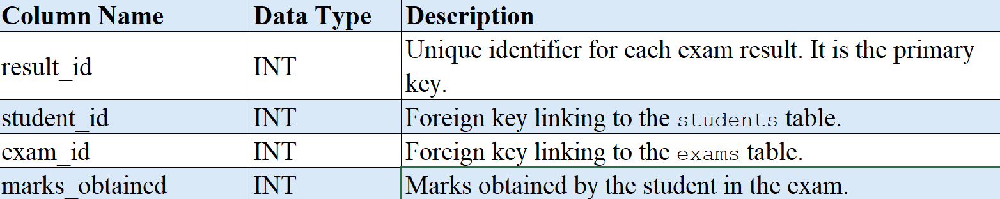 Column Name Data Type Description
result_id INT Unique identifier for each exam result. It is the primary
key.
student_id INT Foreign key linking to the students table.
exam_id INT Foreign key linking to the exams table.
marks_obtained INT Marks obtained by the student in the exam.